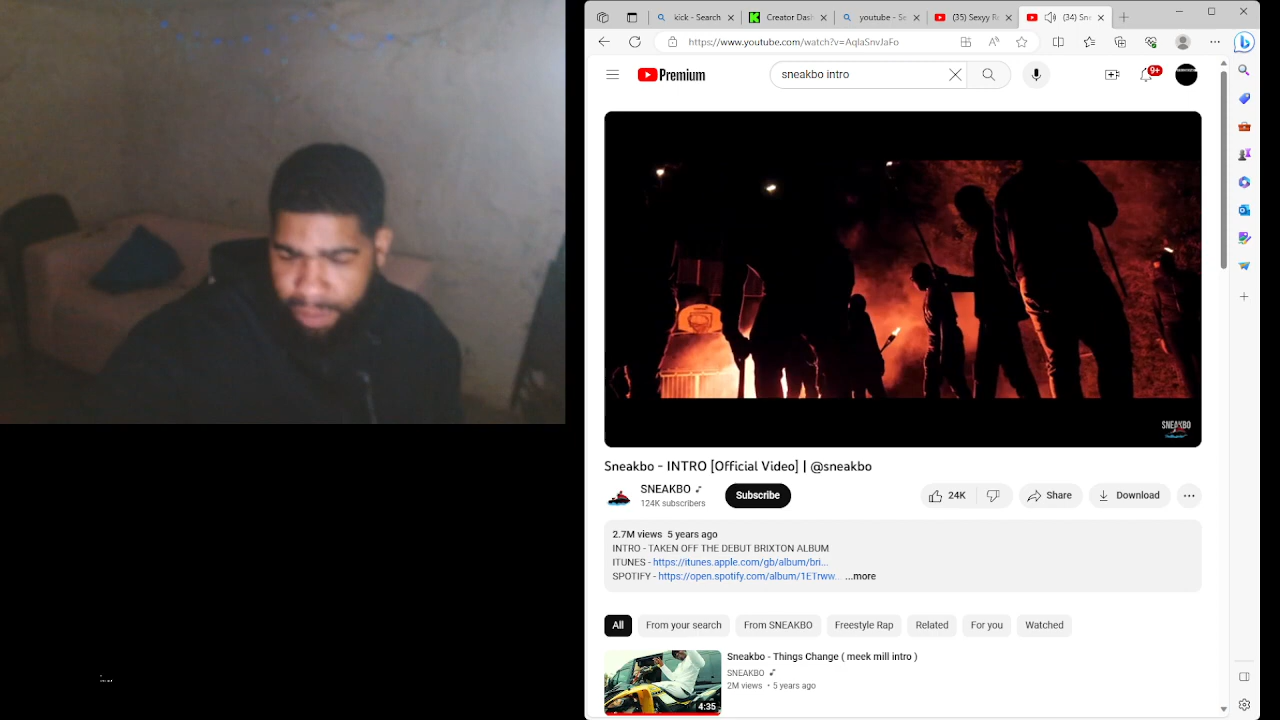 kick - Search
Creator Das
youtube - Se
(35) Sexyy R
(34) Sne
https://www.youtube.com/watch?v=AqIaSnvJaFo
Premium
sneakbo intro
9+
SNEAKBO
Sneakbo - INTRO [Official Video] | @sneakbo
SNEAKBO
124K subscribers
Subscribe
24K
Share
Download
2.7M views 5 years ago
INTRO - TAKEN OFF THE DEBUT BRIXTON ALBUM
ITUNES - https://itunes.apple.com/gb/album/bri...
SPOTIFY - https://open.spotify.com/album/1ETrww... ...more
All
From your search
From SNEAKBO
Freestyle Rap
Related
For you
Watched
Sneakbo - Things Change ( meek mill intro )
SNEAKBO
2M views • 5 years ago
4:35